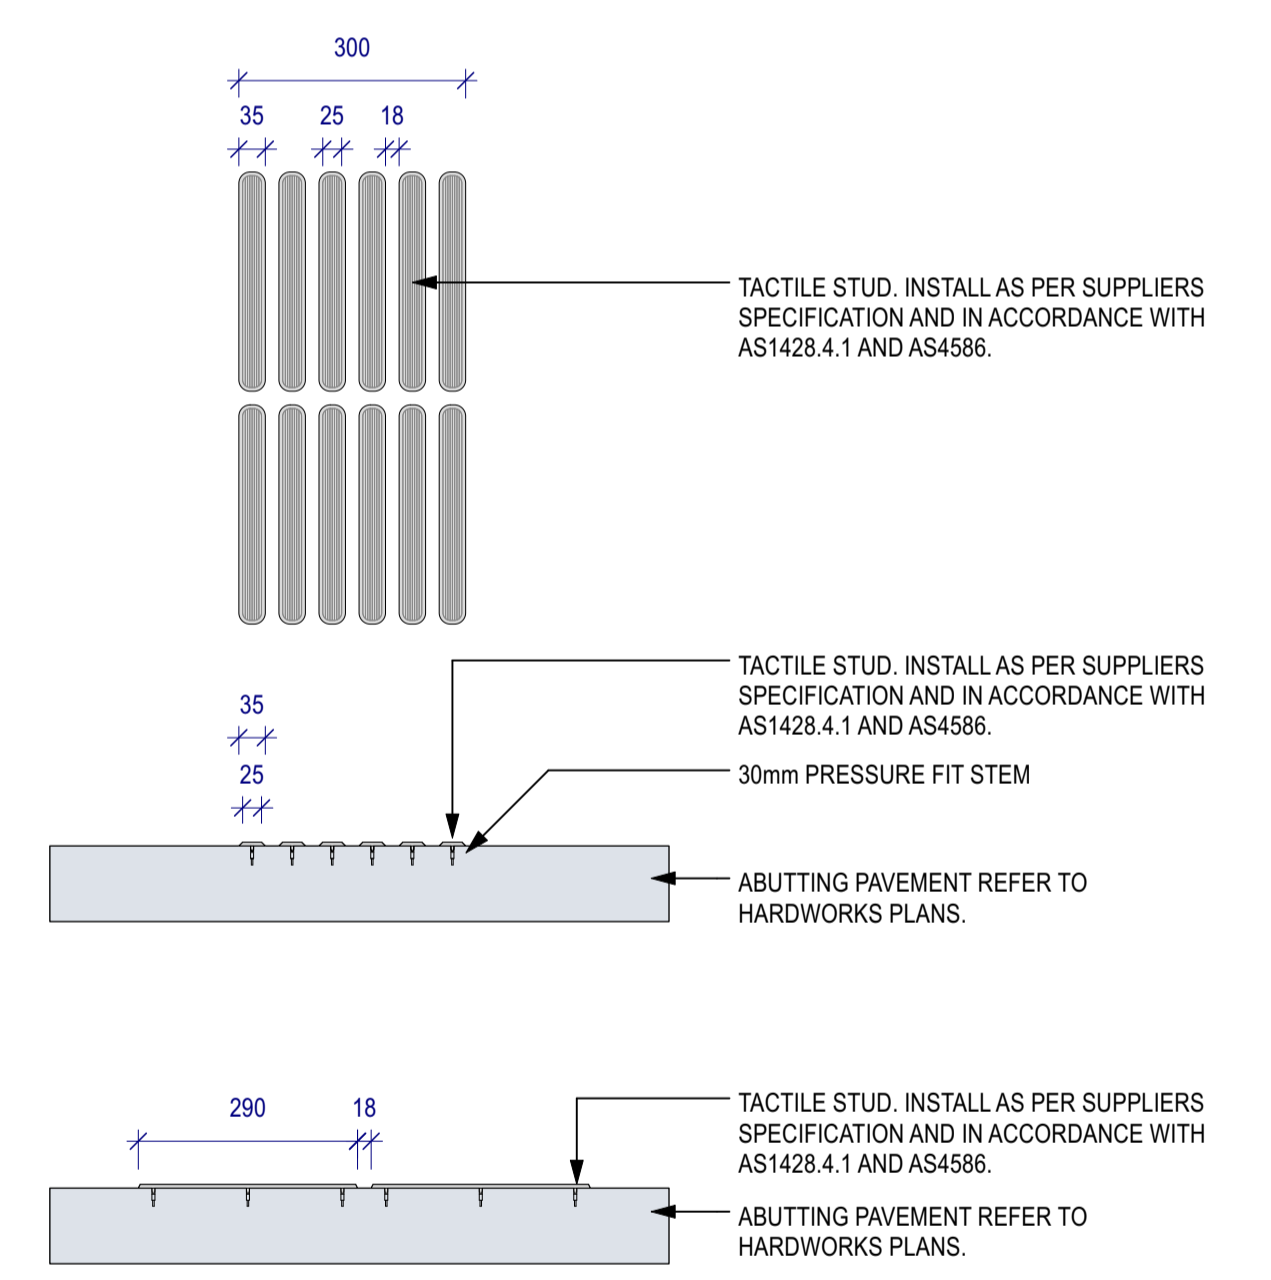 300
35 25 18
TACTILE STUD. INSTALL AS PER SUPPLIERS
SPECIFICATION AND IN ACCORDANCE WITH
AS1428.4.1 AND AS4586.
TACTILE STUD. INSTALL AS PER SUPPLIERS
SPECIFICATION AND IN ACCORDANCE WITH
AS1428.4.1 AND AS4586.
35
25
30mm PRESSURE FIT STEM
ABUTTING PAVEMENT REFER TO
HARDWORKS PLANS.
290 18
TACTILE STUD. INSTALL AS PER SUPPLIERS
SPECIFICATION AND IN ACCORDANCE WITH
AS1428.4.1 AND AS4586.
ABUTTING PAVEMENT REFER TO
HARDWORKS PLANS.